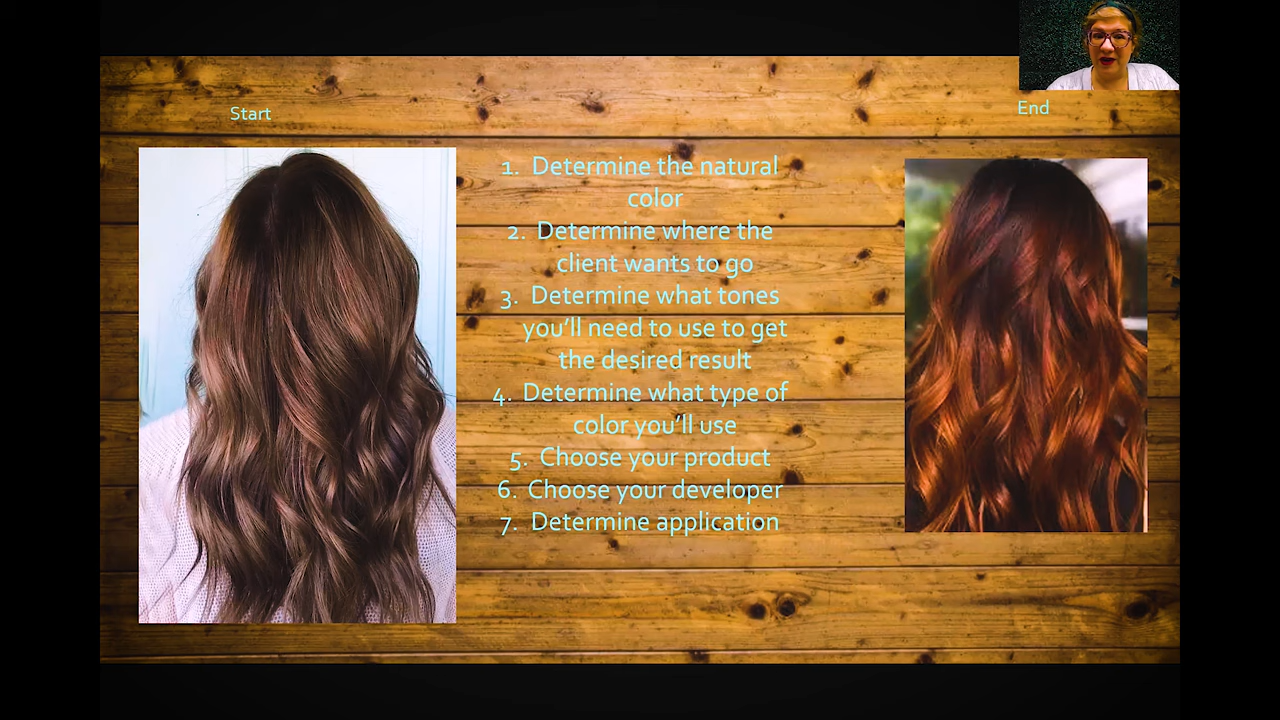 Start
End
1. Determine the natural
color
2. Determine where the
client wants to go
3. Determine what tones
you’ll need to use to get
the desired result
4. Determine what type of
color you’ll use
5. Choose your product
6. Choose your developer
7. Determine application